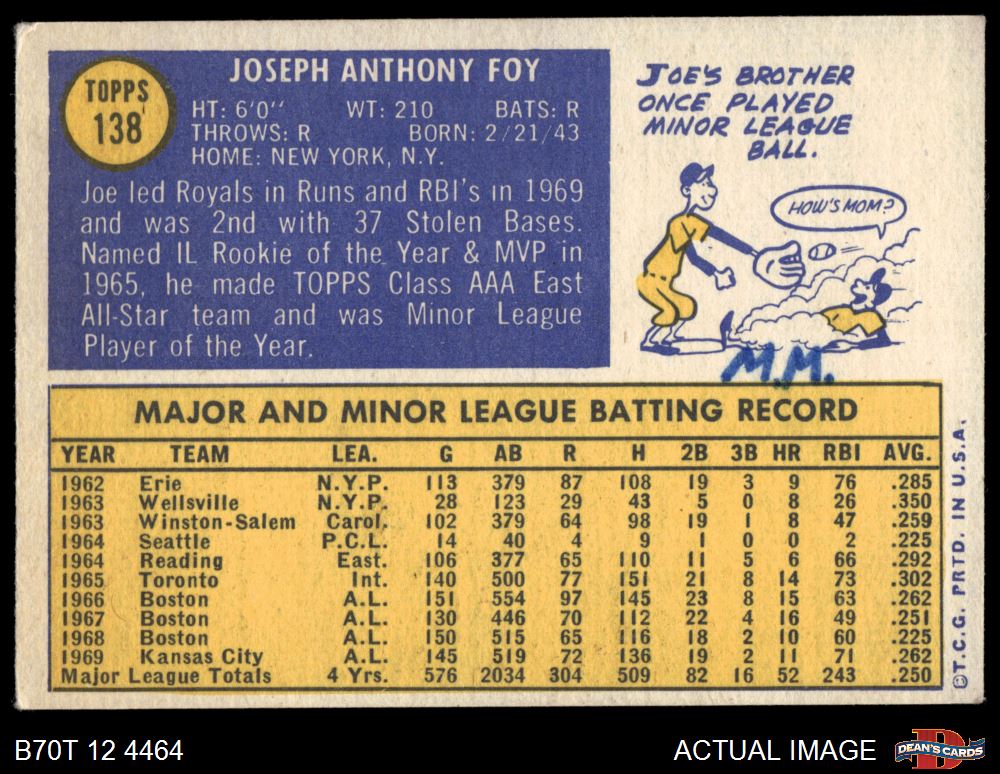 TOPPS
138
JOSEPH ANTHONY FOY
HT: 6'0" WT: 210 BATS: R
THROWS: R BORN: 2/21/43
HOME: NEW YORK, N.Y.
Joe led Royals in Runs and RBI's in 1969
and was 2nd with 37 Stolen Bases.
Named IL Rookie of the Year & MVP in
1965, he made TOPPS Class AAA East
All-Star team and was Minor League
Player of the Year.
JOE'S BROTHER
ONCE PLAYED
MINOR LEAGUE
BALL.
HOW'S MOM?
M.M.
MAJOR AND MINOR LEAGUE BATTING RECORD
YEAR TEAM LEA. G AB R H 2B 3B HR RBI AVG.
1962 Erie N.Y.P. 113 379 87 108 19 3 9 76 .285
1963 Wellsville N.Y.P. 28 123 29 43 5 0 8 26 .350
1963 Winston-Salem Carol. 102 379 64 98 19 1 8 47 .259
1964 Seattle P.C.L. 14 40 4 9 1 0 0 2 .225
1964 Reading East. 106 377 65 110 11 5 6 66 .292
1965 Toronto Int. 140 500 77 151 21 8 14 73 .302
1966 Boston A.L. 151 554 97 145 23 8 15 63 .262
1967 Boston A.L. 130 446 70 112 22 4 16 49 .251
1968 Boston A.L. 150 515 65 116 18 2 10 60 .225
1969 Kansas City A.L. 145 519 72 136 19 2 11 71 .262
Major League Totals 4 Yrs. 576 2034 304 509 82 16 52 243 .250
©T.C.G. PRTD. IN U.S.A.
B70T 12 4464
ACTUAL IMAGE
DEAN'S CARDS